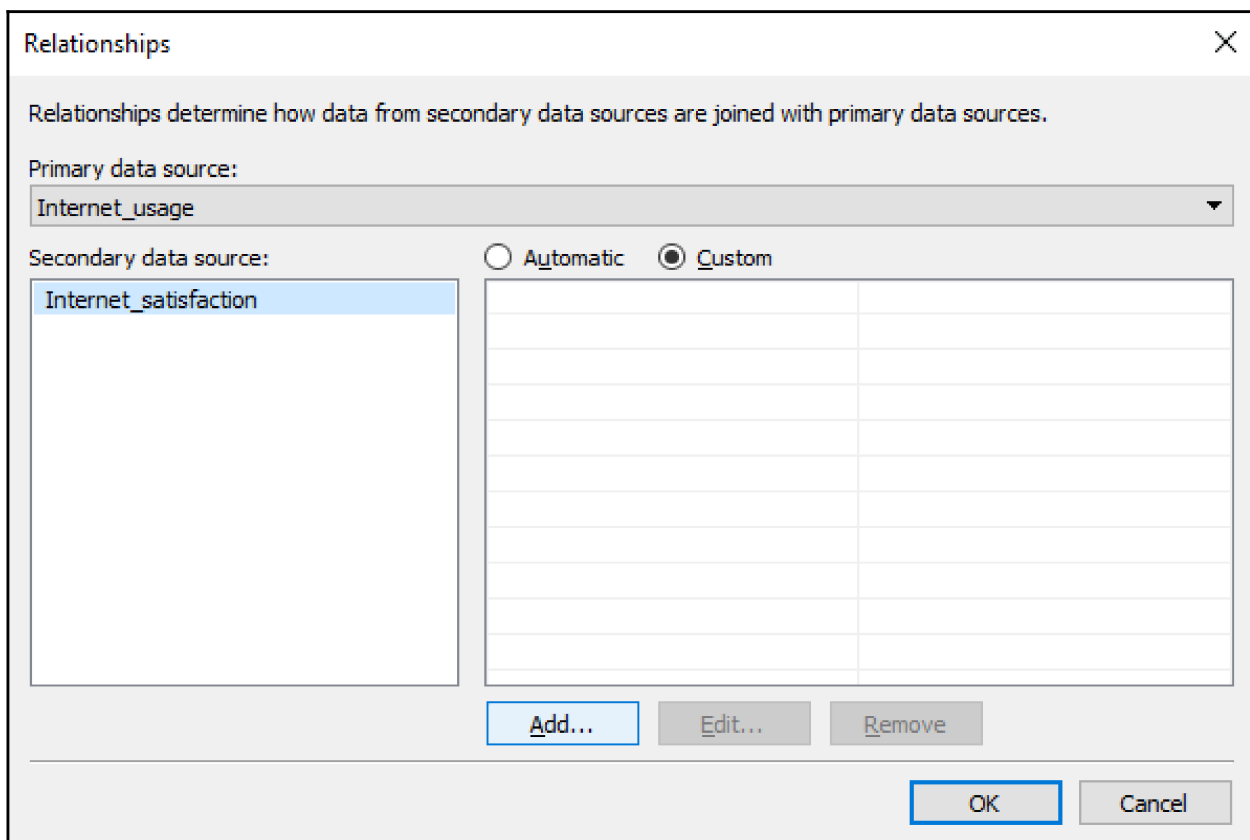 Relationships
Relationships determine how data from secondary data sources are joined with primary data sources.
Primary data source:
Internet_usage
Secondary data source:
Automatic
Custom
Internet_satisfaction
Add...
Edit...
Remove
OK
Cancel